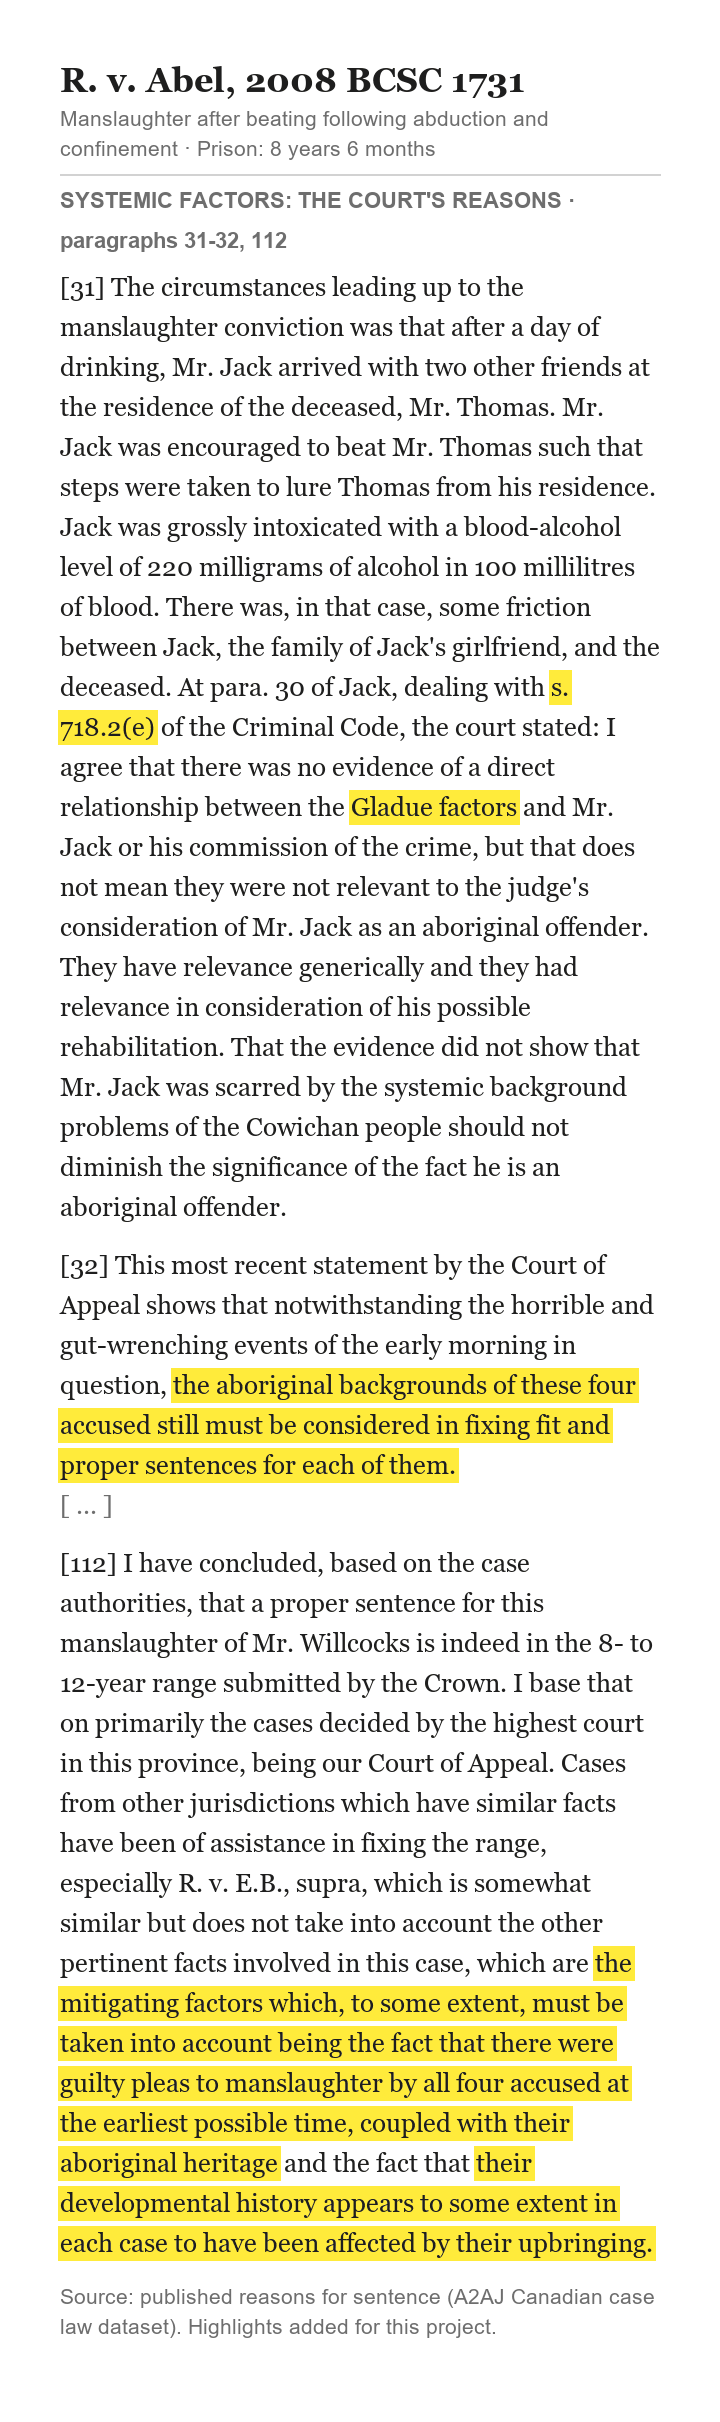 R. v. Abel, 2008 BCSC 1731
Manslaughter after beating following abduction and
confinement · Prison: 8 years 6 months
SYSTEMIC FACTORS: THE COURT'S REASONS ·
paragraphs 31-32, 112
[31] The circumstances leading up to the
manslaughter conviction was that after a day of
drinking, Mr. Jack arrived with two other friends at
the residence of the deceased, Mr. Thomas. Mr.
Jack was encouraged to beat Mr. Thomas such that
steps were taken to lure Thomas from his residence.
Jack was grossly intoxicated with a blood-alcohol
level of 220 milligrams of alcohol in 100 millilitres
of blood. There was, in that case, some friction
between Jack, the family of Jack's girlfriend, and the
deceased. At para. 30 of Jack, dealing with s.
718.2(e) of the Criminal Code, the court stated: I
agree that there was no evidence of a direct
relationship between the Gladue factors and Mr.
Jack or his commission of the crime, but that does
not mean they were not relevant to the judge's
consideration of Mr. Jack as an aboriginal offender.
They have relevance generically and they had
relevance in consideration of his possible
rehabilitation. That the evidence did not show that
Mr. Jack was scarred by the systemic background
problems of the Cowichan people should not
diminish the significance of the fact he is an
aboriginal offender.
[32] This most recent statement by the Court of
Appeal shows that notwithstanding the horrible and
gut-wrenching events of the early morning in
question, the aboriginal backgrounds of these four
accused still must be considered in fixing fit and
proper sentences for each of them.
[ ... ]
[112] I have concluded, based on the case
authorities, that a proper sentence for this
manslaughter of Mr. Willcocks is indeed in the 8- to
12-year range submitted by the Crown. I base that
on primarily the cases decided by the highest court
in this province, being our Court of Appeal. Cases
from other jurisdictions which have similar facts
have been of assistance in fixing the range,
especially R. v. E.B., supra, which is somewhat
similar but does not take into account the other
pertinent facts involved in this case, which are the
mitigating factors which, to some extent, must be
taken into account being the fact that there were
guilty pleas to manslaughter by all four accused at
the earliest possible time, coupled with their
aboriginal heritage and the fact that their
developmental history appears to some extent in
each case to have been affected by their upbringing.
Source: published reasons for sentence (A2AJ Canadian case
law dataset). Highlights added for this project.